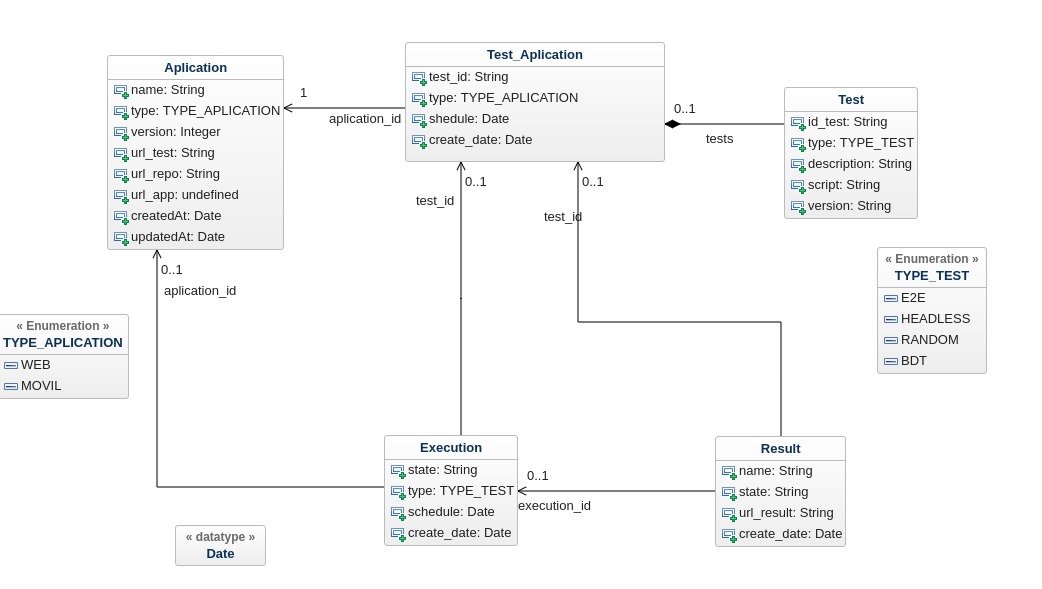 Aplication
name: String
type: TYPE_APLICATION
version: Integer
url_test: String
url_repo: String
url_app: undefined
createdAt: Date
updatedAt: Date
1
aplication_id
Test_Aplication
test_id: String
type: TYPE_APLICATION
shedule: Date
create_date: Date
0..1
tests
Test
id_test: String
type: TYPE_TEST
description: String
script: String
version: String
0..1
test_id
0..1
test_id
0..1
aplication_id
« Enumeration »
TYPE_TEST
E2E
HEADLESS
RANDOM
BDT
« Enumeration »
TYPE_APLICATION
WEB
MOVIL
Execution
state: String
type: TYPE_TEST
schedule: Date
create_date: Date
0..1
execution_id
Result
name: String
state: String
url_result: String
create_date: Date
« datatype »
Date